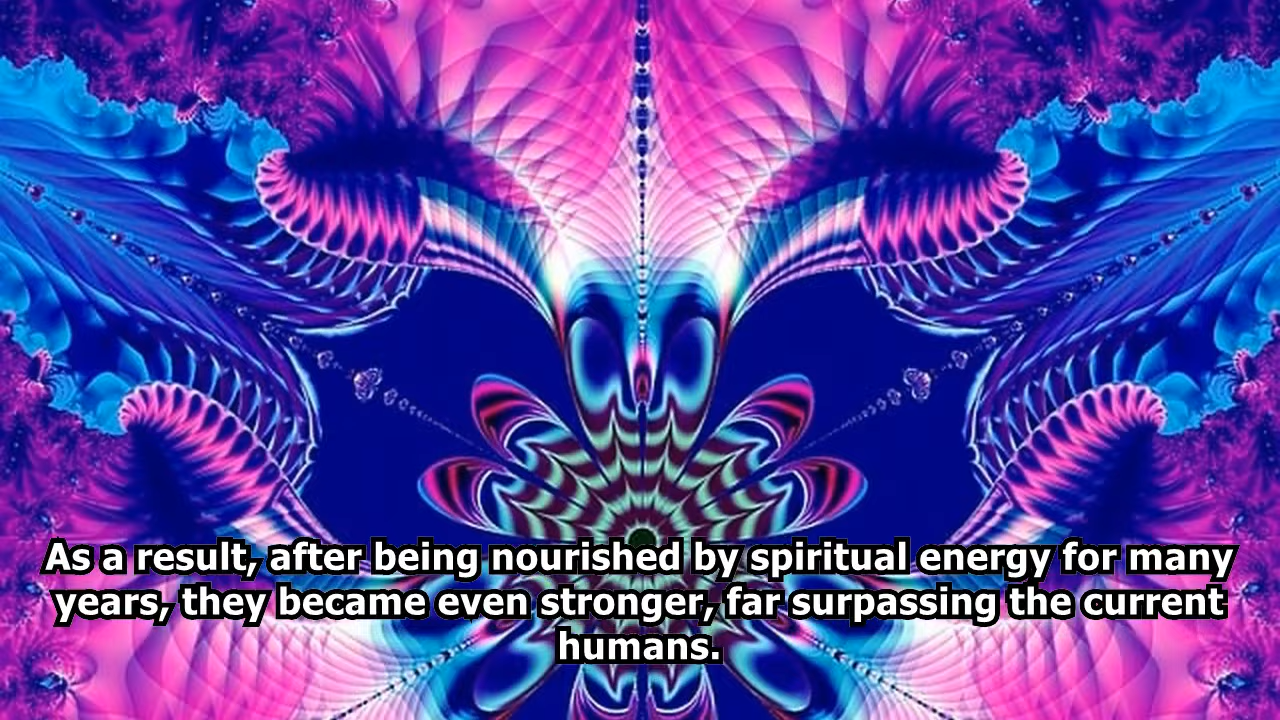 As a result, after being nourished by spiritual energy for many
years, they became even stronger, far surpassing the current
humans.